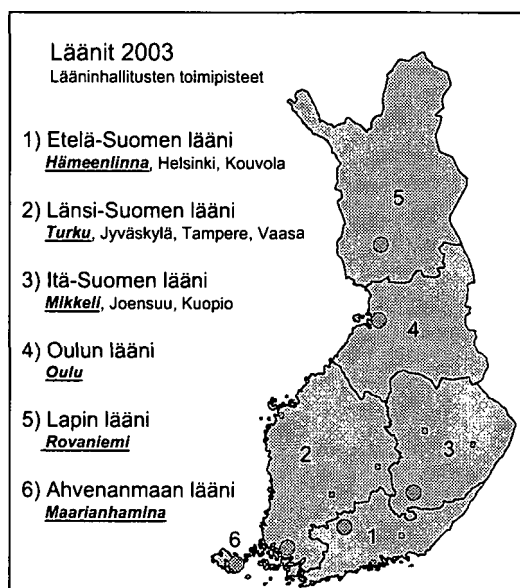 Läänit 2003
Lääninhallitusten toimipisteet
1) Etelä-Suomen lääni
Hämeenlinna, Helsinki, Kouvola
2) Länsi-Suomen lääni
Turku, Jyväskylä, Tampere, Vaasa
3) Itä-Suomen lääni
Mikkeli, Joensuu, Kuopio
4) Oulun lääni
Oulu
5) Lapin lääni
Rovaniemi
6) Ahvenanmaan lääni
Maarianhamina
5
4
2
3
1
6